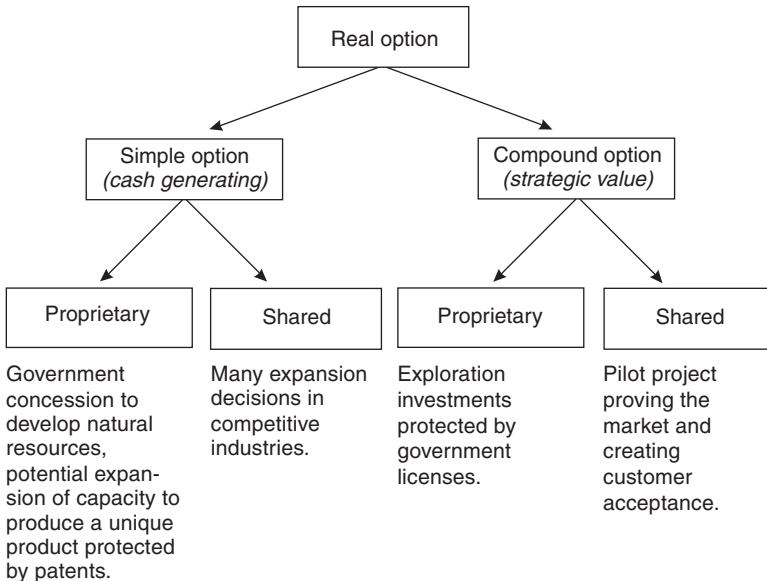 Real option
Simple option
(cash generating)
Compound option
(strategic value)
Proprietary
Shared
Proprietary
Shared
Government
concession to
develop natural
resources,
potential expan-
sion of capacity to
produce a unique
product protected
by patents.
Many expansion
decisions in
competitive
industries.
Exploration
investments
protected by
government
licenses.
Pilot project
proving the
market and
creating
customer
acceptance.